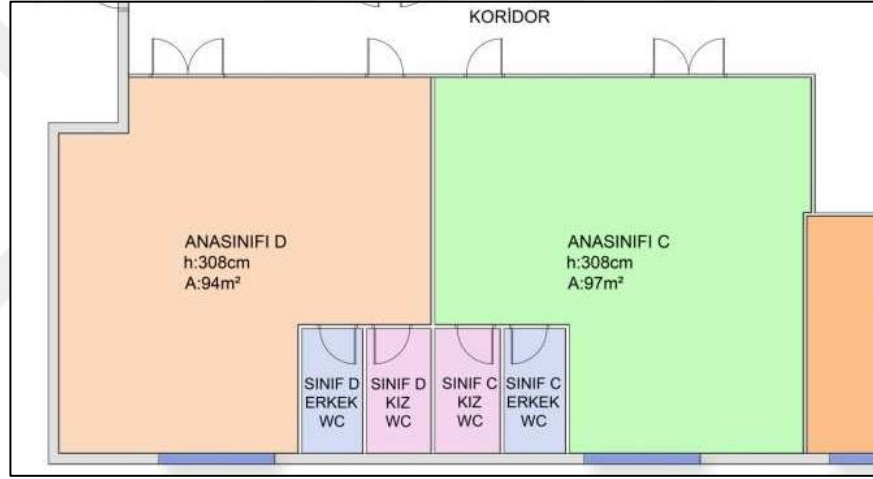 KORİDOR
ANASINIFI D
h:308cm
A:94m²
ANASINIFI C
h:308cm
A:97m²
SINIF D
ERKEK
WC
SINIF D
KIZ
WC
SINIF C
KIZ
WC
SINIF C
ERKEK
WC